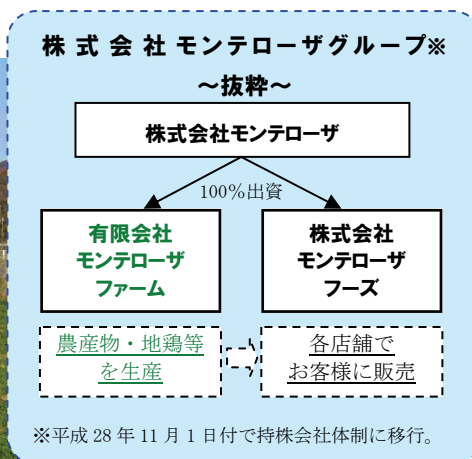 株式会社モンテローザグループ※
～抜粋～
株式会社モンテローザ
100％出資
有限会社
モンテローザ
ファーム
株式会社
モンテローザ
フーズ
農産物・地鶏等
を生産
各店舗で
お客様に販売
※平成 28 年 11 月 1 日付で持株会社体制に移行。